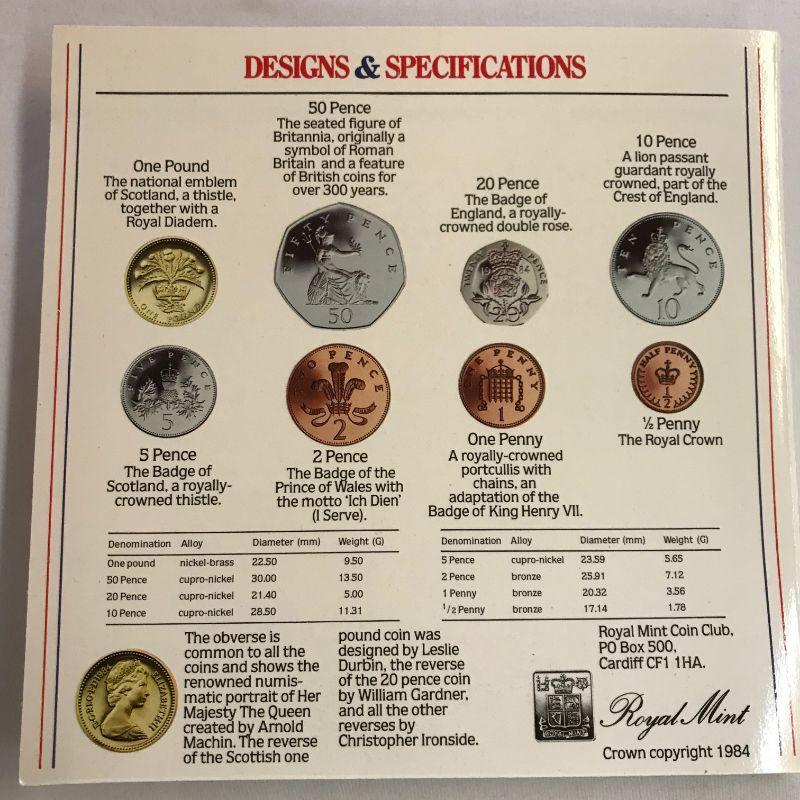 DESIGNS & SPECIFICATIONS
One Pound
The national emblem
of Scotland, a thistle,
together with a
Royal Diadem.
50 Pence
The seated figure of
Britannia, originally a
symbol of Roman
Britain and a feature
of British coins for
over 300 years.
20 Pence
The Badge of
England, a royally-
crowned double rose.
10 Pence
A lion passant
guardant royally
crowned, part of the
Crest of England.
ONE POUND
FIFTY PENCE
50
TWENTY PENCE
1984
20
TEN PENCE
10
FIVE PENCE
5
TWO PENCE
2
ONE PENNY
1
HALF PENNY
1/2
5 Pence
The Badge of
Scotland, a royally-
crowned thistle.
2 Pence
The Badge of the
Prince of Wales with
the motto 'Ich Dien'
(I Serve).
One Penny
A royally-crowned
portcullis with
chains, an
adaptation of the
Badge of King Henry VII.
½ Penny
The Royal Crown
Denomination Alloy Diameter (mm) Weight (G)
One pound nickel-brass 22.50 9.50
50 Pence cupro-nickel 30.00 13.50
20 Pence cupro-nickel 21.40 5.00
10 Pence cupro-nickel 28.50 11.31
Denomination Alloy Diameter (mm) Weight (G)
5 Pence cupro-nickel 23.59 5.65
2 Pence bronze 25.91 7.12
1 Penny bronze 20.32 3.56
1/2 Penny bronze 17.14 1.78
The obverse is
common to all the
coins and shows the
renowned numis-
matic portrait of Her
Majesty The Queen
created by Arnold
Machin. The reverse
of the Scottish one
pound coin was
designed by Leslie
Durbin, the reverse
of the 20 pence coin
by William Gardner,
and all the other
reverses by
Christopher Ironside.
Royal Mint Coin Club,
PO Box 500,
Cardiff CF1 1HA.
ROYAL MINT
Royal Mint
Crown copyright 1984